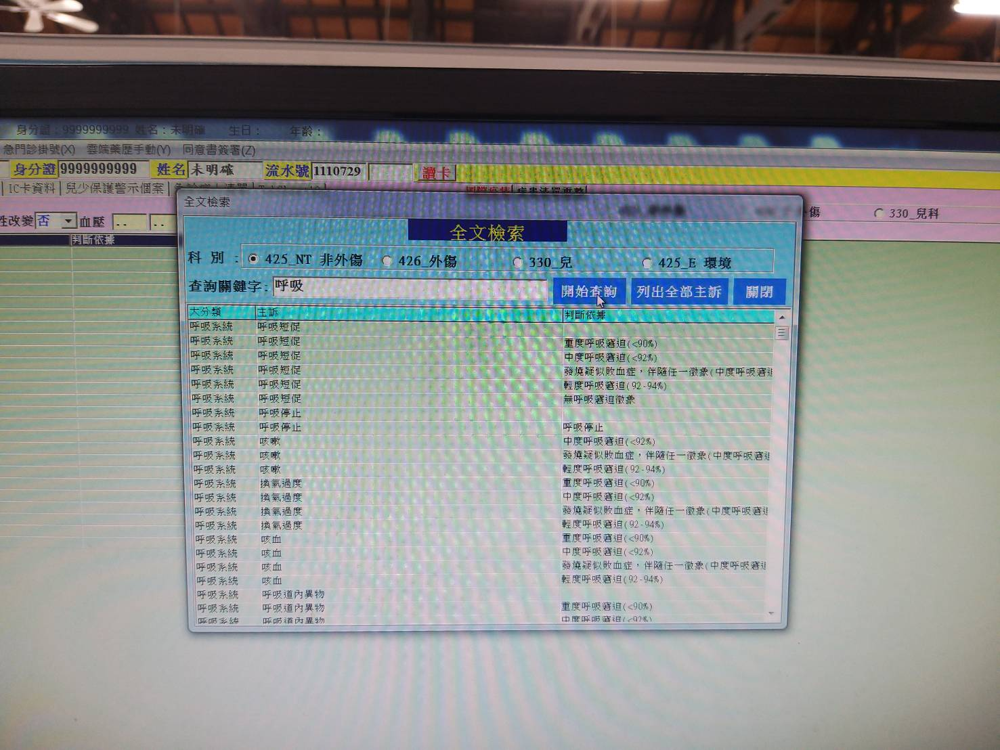 身分證：9999999999 姓名：未明確 生日： 年齡：
急門診掛號(X) 雲端藥歷手動(Y) 同意書簽署(Z)
身分證 9999999999 姓名 未明確 流水號 1110729 讀卡
IC卡資料 兒少保護警示個案
全文檢索
傷 330_兒科
性改變 否 血壓 .. ..
判斷依據
全文檢索
科 別 : 425_NT 非外傷 426_外傷 330_兒 425_E 環境
查詢關鍵字: 呼吸 開始查詢 列出全部主訴 關閉
大分類 主訴 判斷依據
呼吸系統 呼吸短促
呼吸系統 呼吸短促 重度呼吸窘迫(<90%)
呼吸系統 呼吸短促 中度呼吸窘迫(<92%)
呼吸系統 呼吸短促 發燒疑似敗血症，伴隨任一徵象(中度呼吸窘迫
呼吸系統 呼吸短促 輕度呼吸窘迫(92-94%)
呼吸系統 呼吸短促 無呼吸窘迫徵象
呼吸系統 呼吸停止
呼吸系統 呼吸停止 呼吸停止
呼吸系統 咳嗽 中度呼吸窘迫(<92%)
呼吸系統 咳嗽 發燒疑似敗血症，伴隨任一徵象(中度呼吸窘迫
呼吸系統 咳嗽 輕度呼吸窘迫(92-94%)
呼吸系統 換氣過度 重度呼吸窘迫(<90%)
呼吸系統 換氣過度 中度呼吸窘迫(<92%)
呼吸系統 換氣過度 發燒疑似敗血症，伴隨任一徵象(中度呼吸窘迫
呼吸系統 換氣過度 輕度呼吸窘迫(92-94%)
呼吸系統 咳血 重度呼吸窘迫(<90%)
呼吸系統 咳血 中度呼吸窘迫(<92%)
呼吸系統 咳血 發燒疑似敗血症，伴隨任一徵象(中度呼吸窘迫
呼吸系統 咳血 輕度呼吸窘迫(92-94%)
呼吸系統 呼吸道內異物
呼吸系統 呼吸道內異物 重度呼吸窘迫(<90%)
呼吸系統 呼吸道內異物 中度呼吸窘迫(<92%)